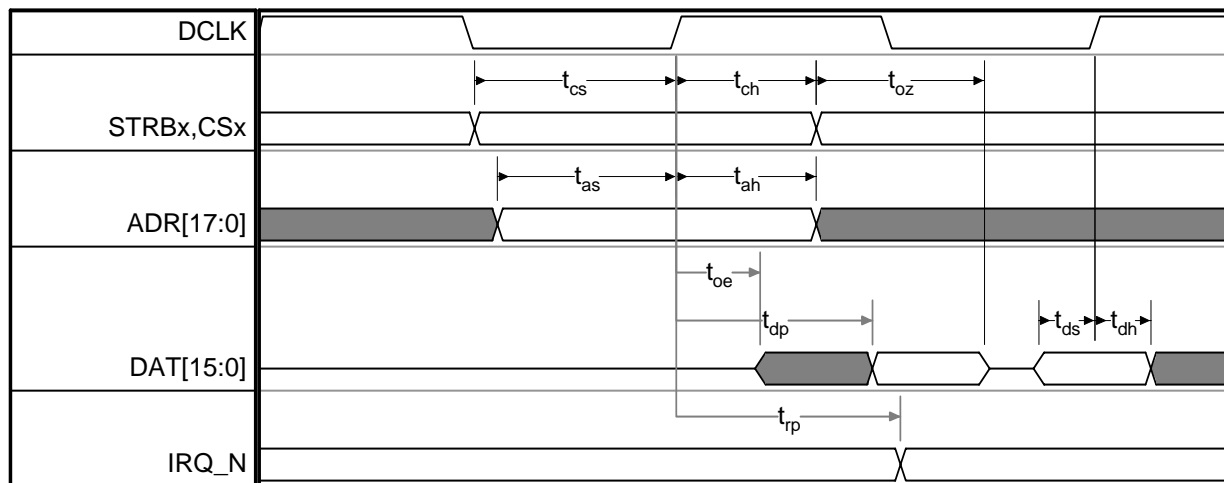 DCLK
t_cs t_ch t_oz
STRBx,CSx
t_as t_ah
ADR[17:0]
t_oe
t_dp t_ds t_dh
DAT[15:0]
t_rp
IRQ_N